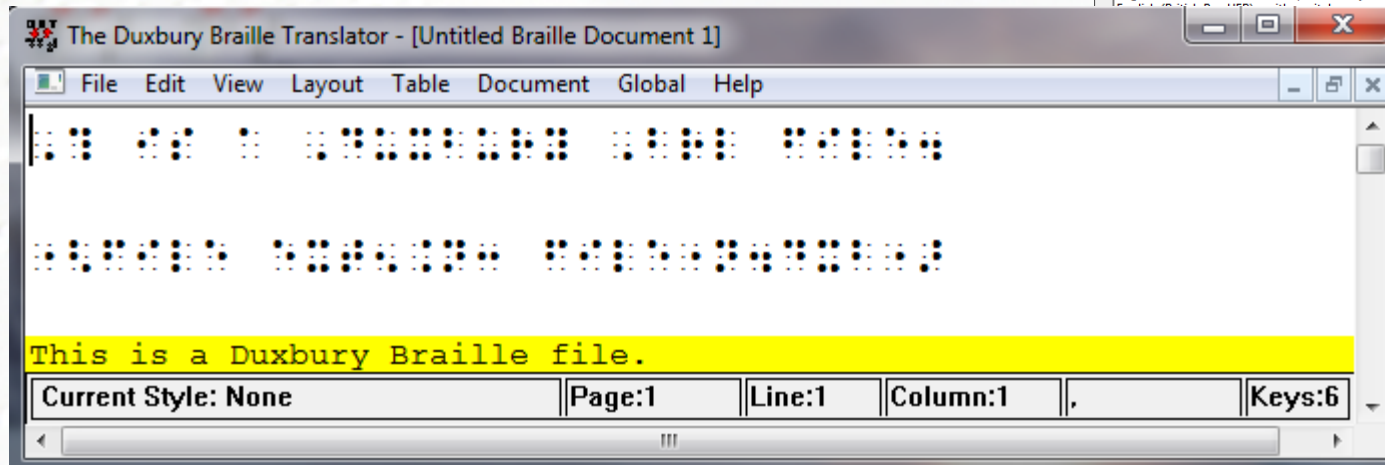 The Duxbury Braille Translator - [Untitled Braille Document 1]
File Edit View Layout Table Document Global Help
⠠⠹ ⠊⠎ ⠁ ⠠⠙⠥⠭⠃⠥⠗⠽ ⠠⠃⠗⠇ ⠋⠊⠇⠑⠲
⠐⠣⠋⠊⠇⠑ ⠑⠭⠞⠢⠨⠝⠒ ⠋⠊⠇⠑⠐⠝⠲⠙⠭⠃⠐⠜
This is a Duxbury Braille file.
Current Style: None Page:1 Line:1 Column:1 , Keys:6